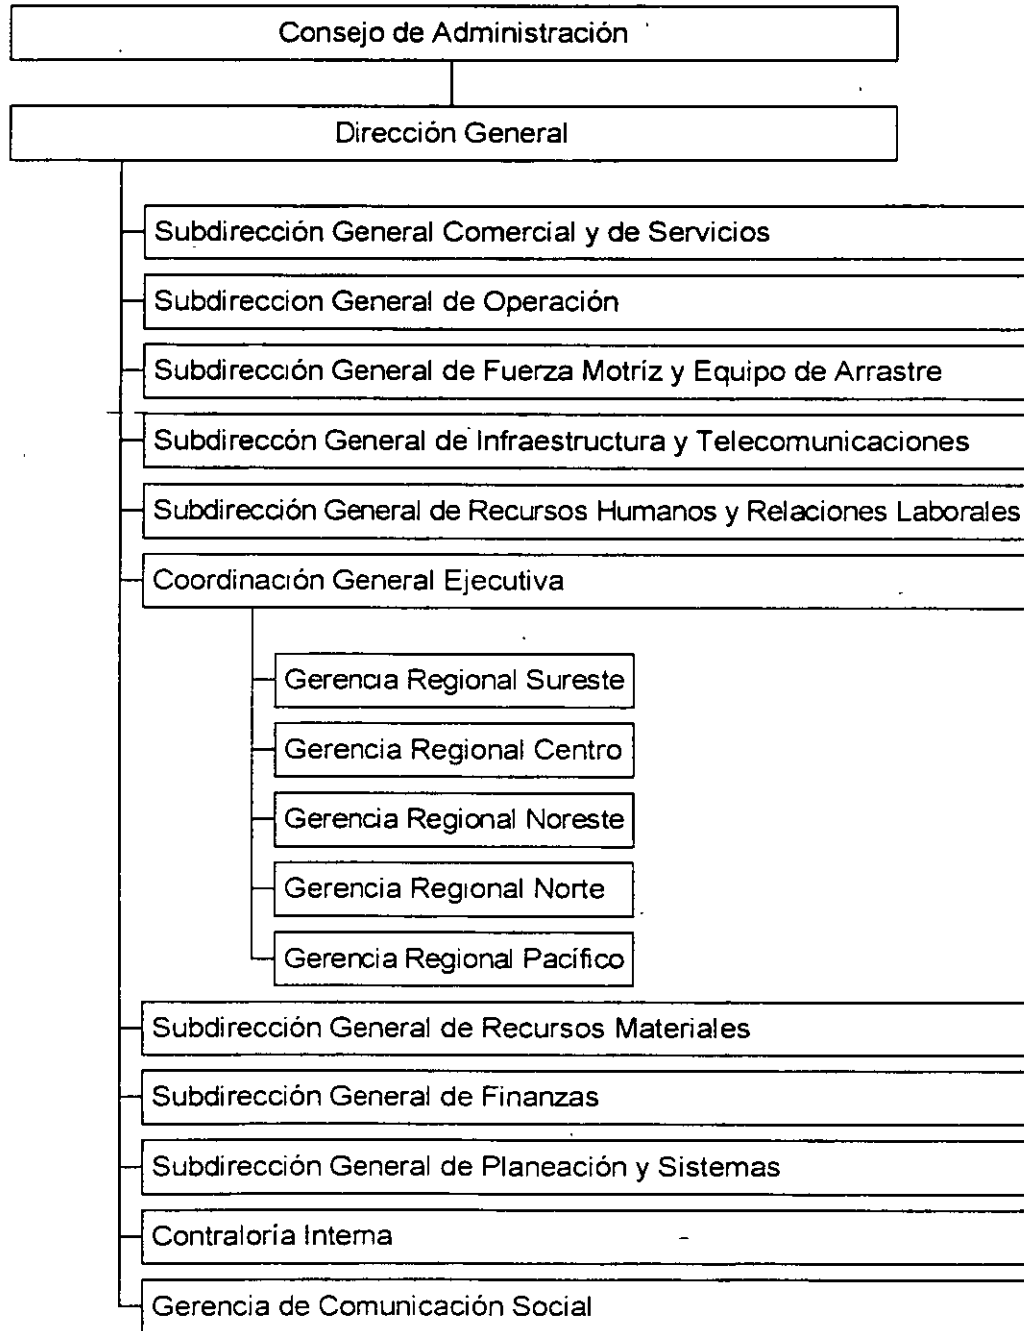 Consejo de Administración
Dirección General
Subdirección General Comercial y de Servicios
Subdireccion General de Operación
Subdirección General de Fuerza Motríz y Equipo de Arrastre
Subdireccón General de Infraestructura y Telecomunicaciones
Subdirección General de Recursos Humanos y Relaciones Laborales
Coordinación General Ejecutiva
Gerencia Regional Sureste
Gerencia Regional Centro
Gerencia Regional Noreste
Gerencia Regional Norte
Gerencia Regional Pacífico
Subdirección General de Recursos Materiales
Subdirección General de Finanzas
Subdirección General de Planeación y Sistemas
Contraloría Interna
Gerencia de Comunicación Social